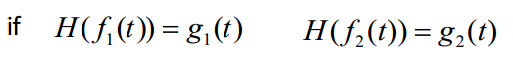 if H(f₁(t)) = g₁(t) H(f₂(t)) = g₂(t)